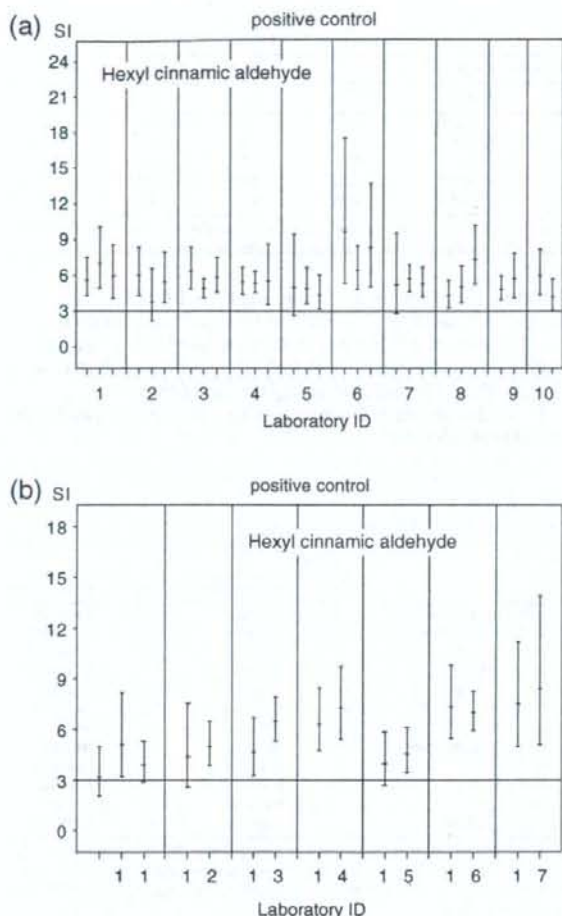 (a) SI positive control
Hexyl cinnamic aldehyde
24
21
18
15
12
9
6
3
0
1 2 3 4 5 6 7 8 9 10
Laboratory ID
(b) SI positive control
Hexyl cinnamic aldehyde
18
15
12
9
6
3
0
1 1 1 2 1 3 1 4 1 5 1 6 1 7
Laboratory ID